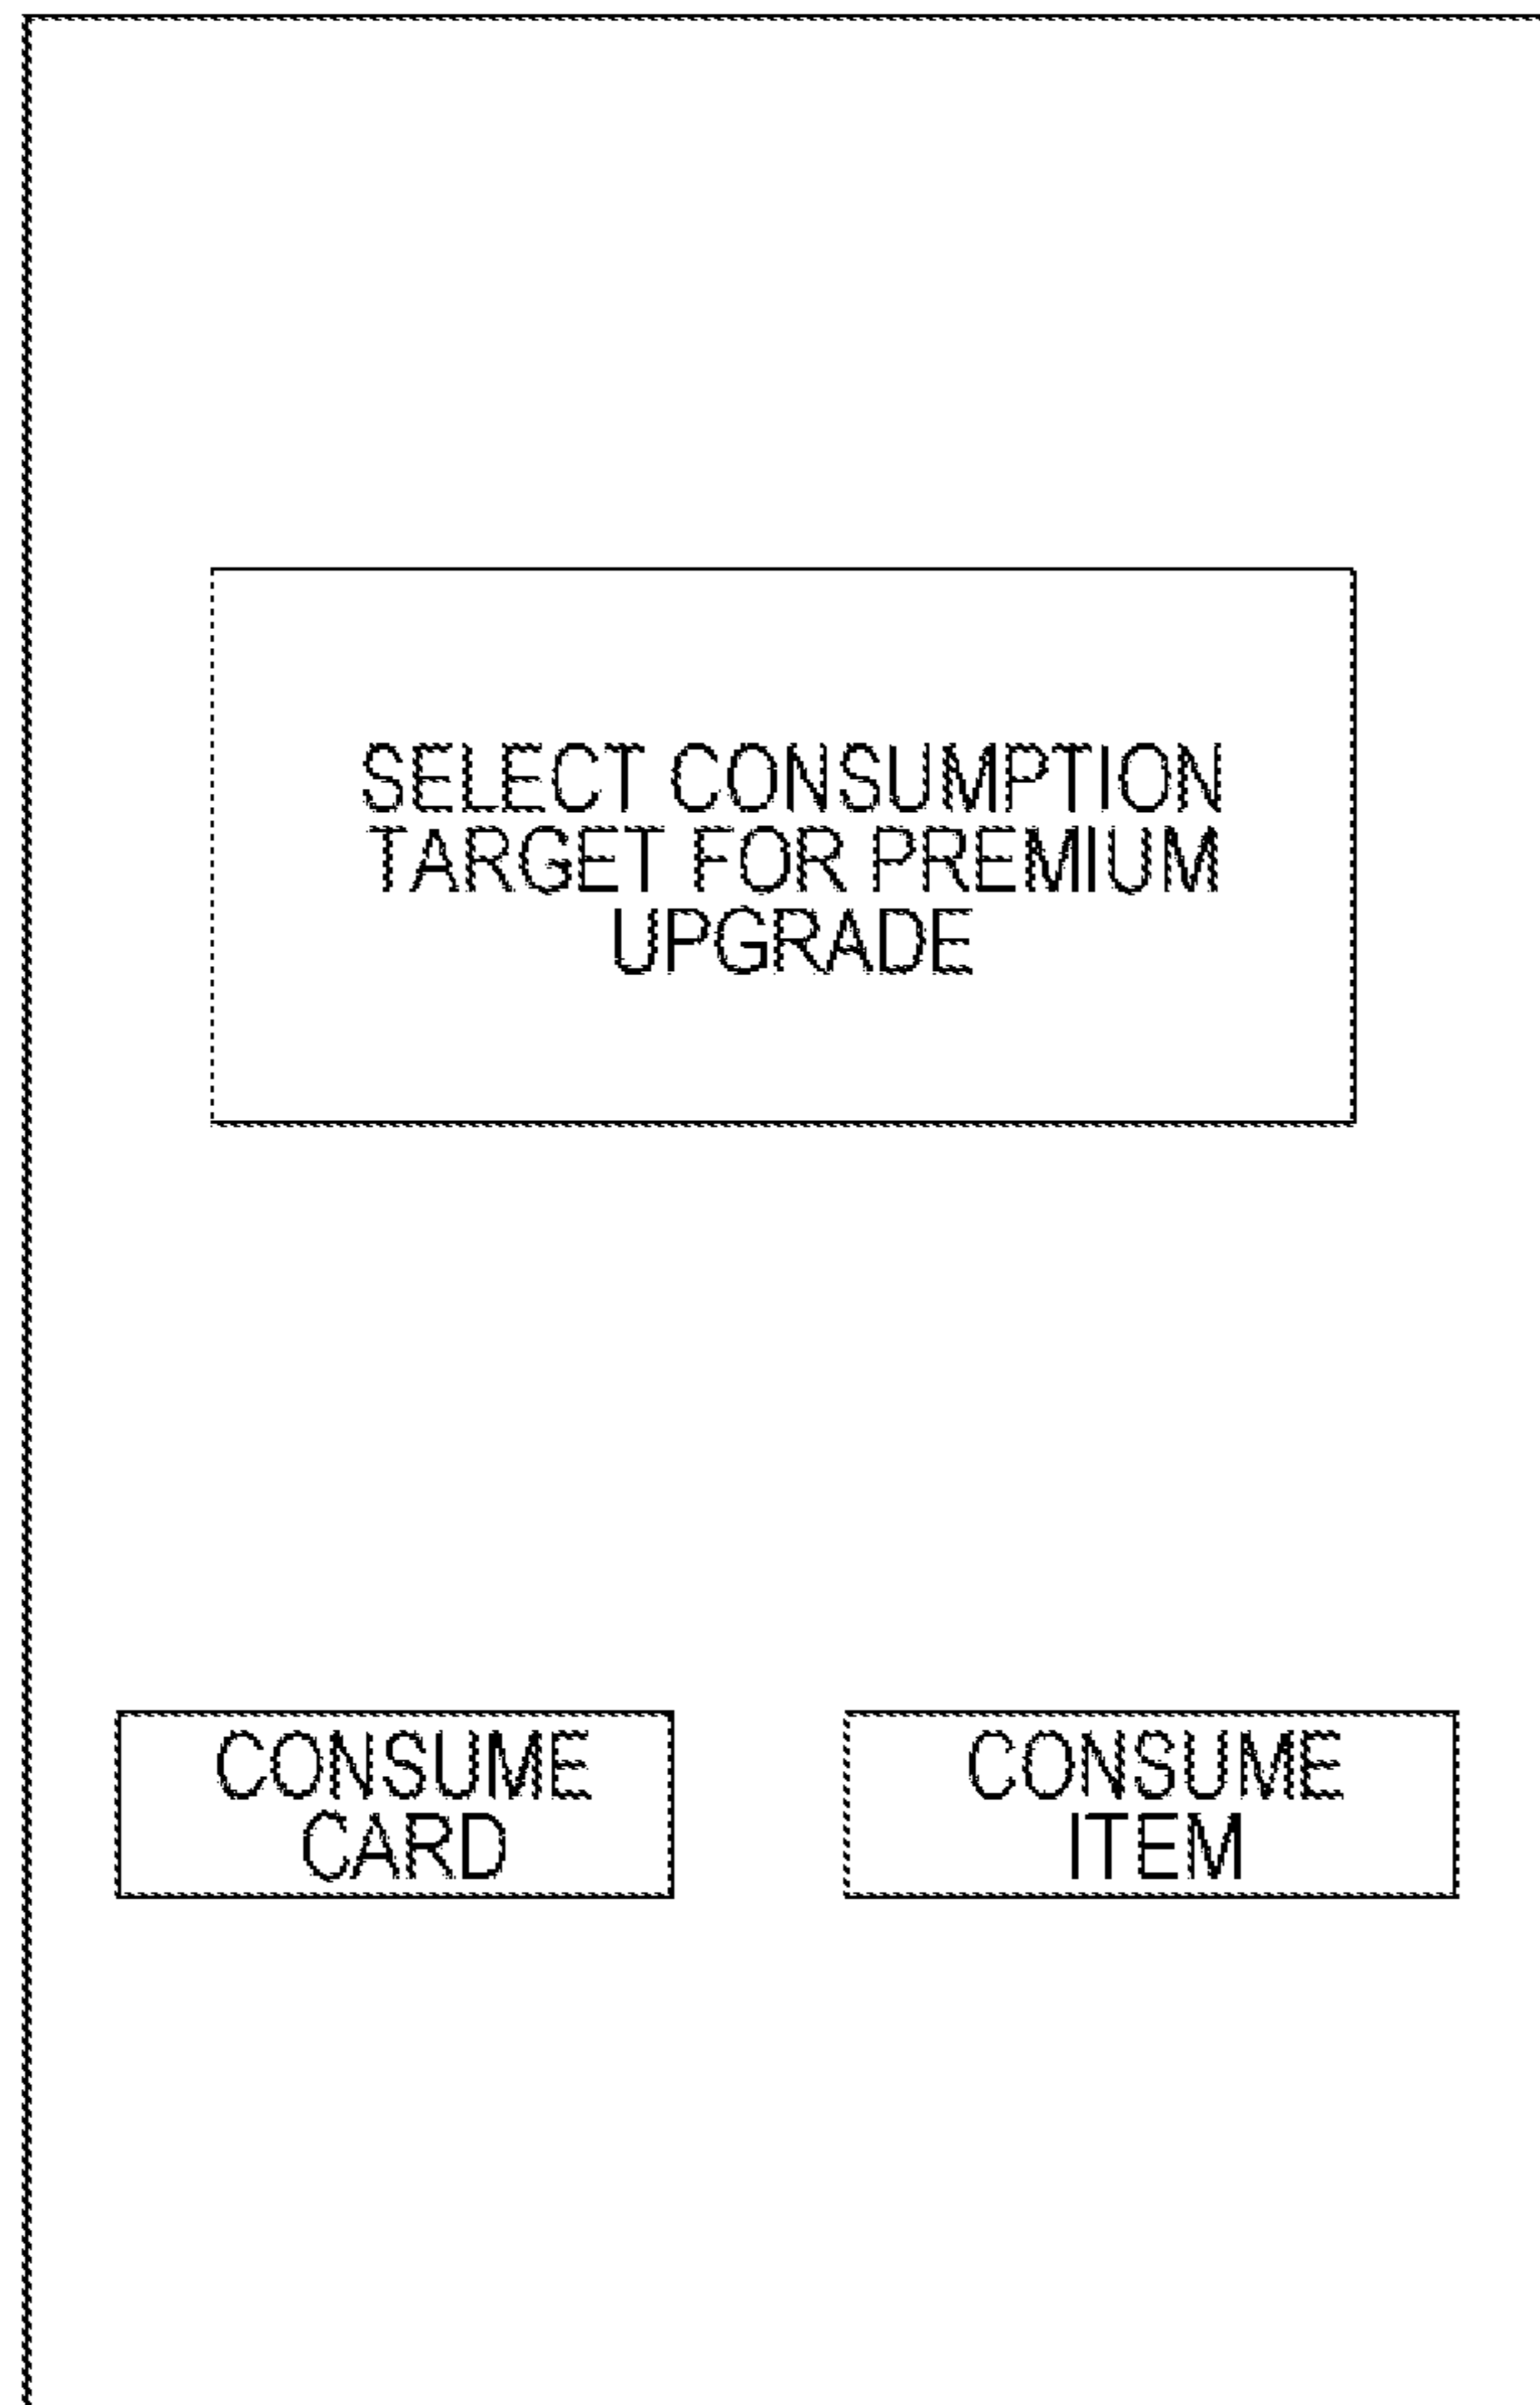 SELECT CONSUMPTION
TARGET FOR PREMIUM
UPGRADE
CONSUME
CARD
CONSUME
ITEM